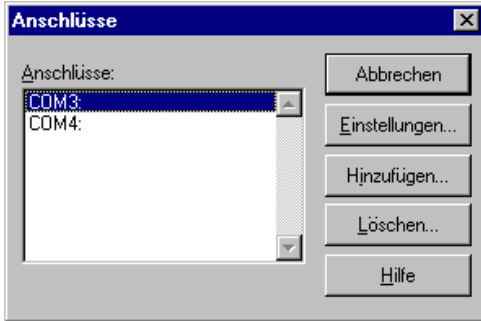 Anschlüsse
Anschlüsse:
COM3:
COM4:
Abbrechen
Einstellungen...
Hinzufügen...
Löschen...
Hilfe